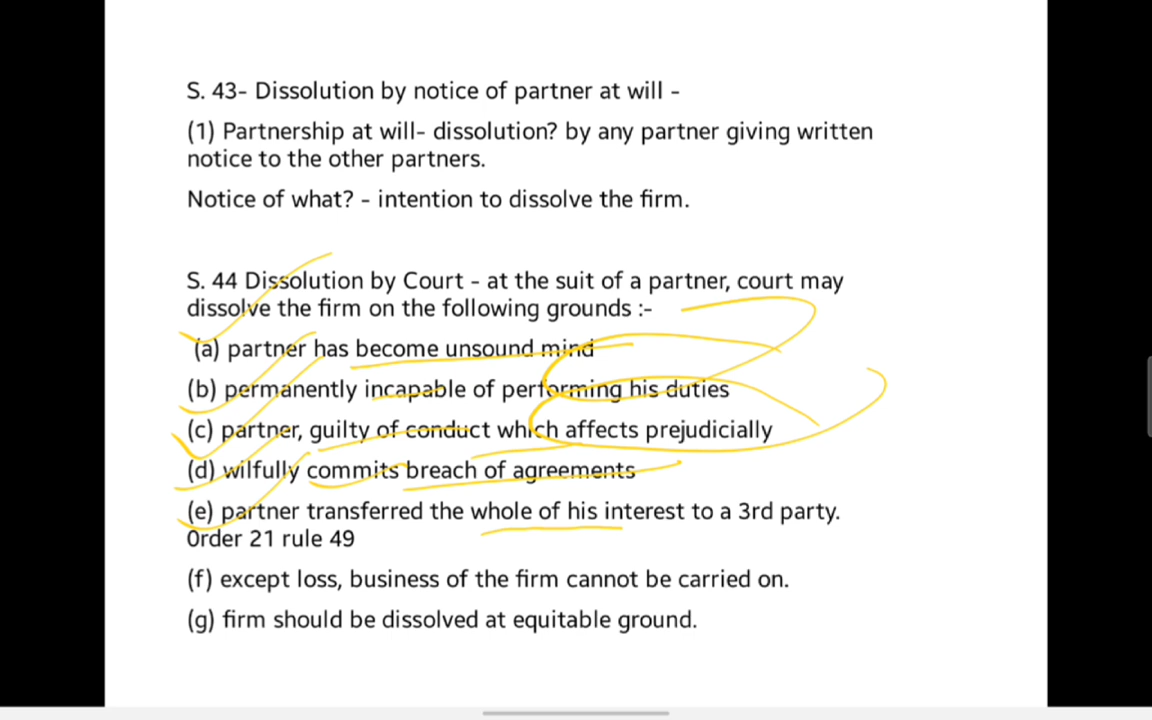 S. 43- Dissolution by notice of partner at will -
(1) Partnership at will- dissolution? by any partner giving written
notice to the other partners.
Notice of what? - intention to dissolve the firm.
S. 44 Dissolution by Court - at the suit of a partner, court may
dissolve the firm on the following grounds :-
(a) partner has become unsound mind
(b) permanently incapable of performing his duties
(c) partner, guilty of conduct which affects prejudicially
(d) wilfully commits breach of agreements
(e) partner transferred the whole of his interest to a 3rd party.
Order 21 rule 49
(f) except loss, business of the firm cannot be carried on.
(g) firm should be dissolved at equitable ground.